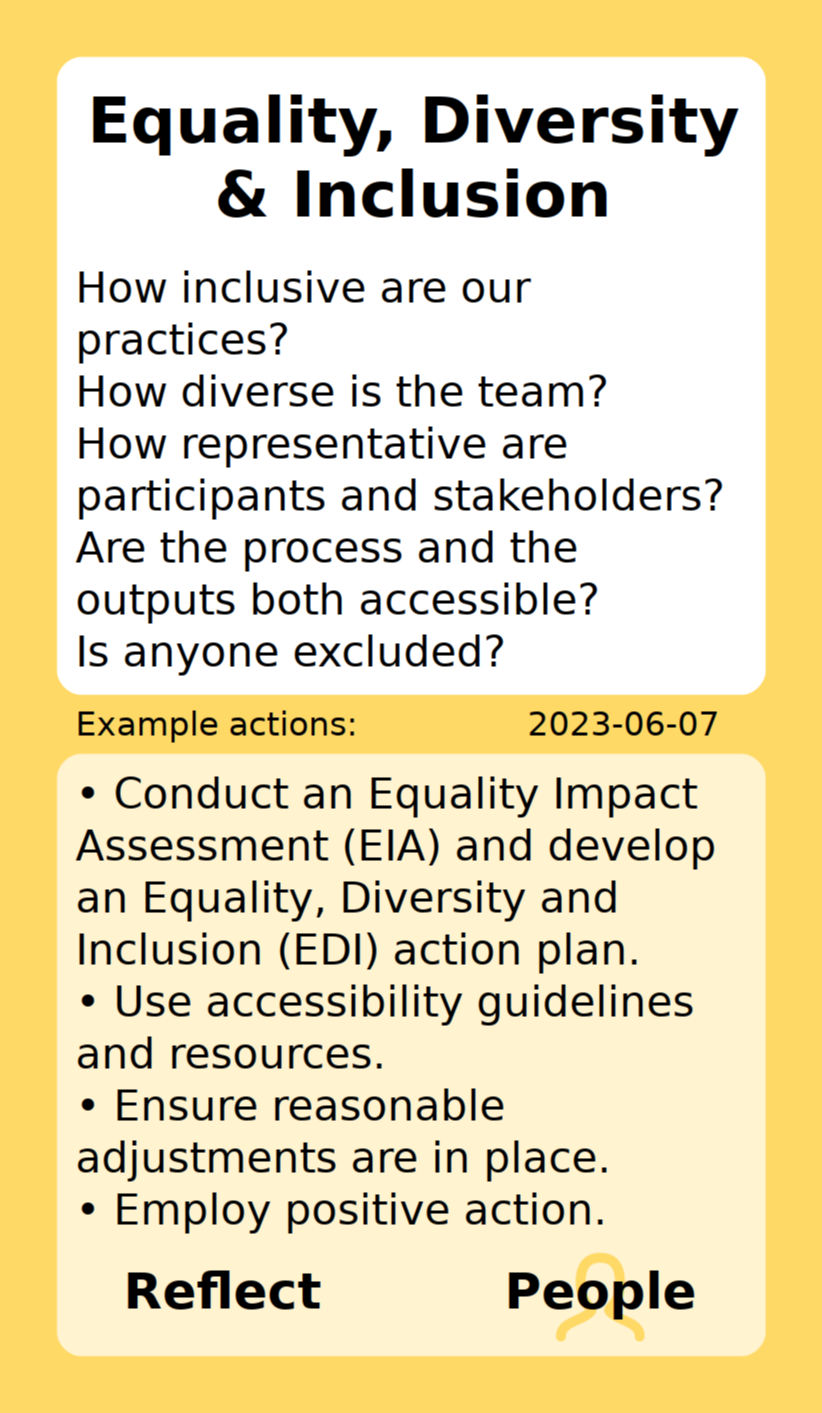 Equality, Diversity
& Inclusion
How inclusive are our
practices?
How diverse is the team?
How representative are
participants and stakeholders?
Are the process and the
outputs both accessible?
Is anyone excluded?
Example actions: 2023-06-07
• Conduct an Equality Impact
Assessment (EIA) and develop
an Equality, Diversity and
Inclusion (EDI) action plan.
• Use accessibility guidelines
and resources.
• Ensure reasonable
adjustments are in place.
• Employ positive action.
Reflect People